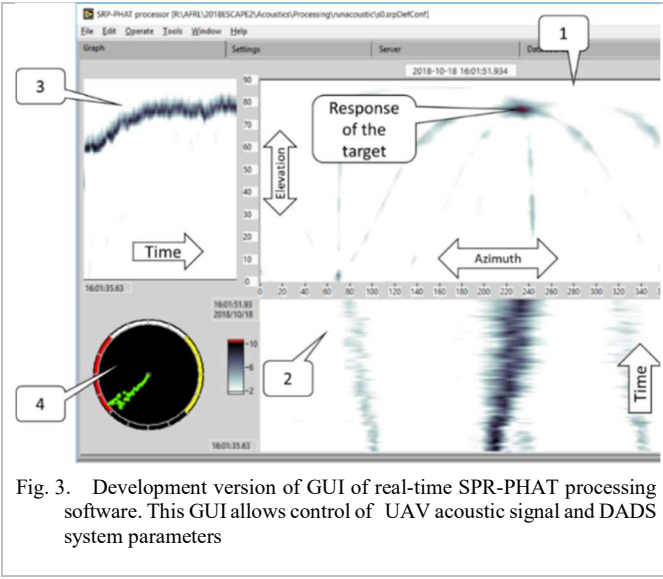 SRP-PHAT processor [R:\AFRL\2018ESCAPE2\Acoustics\Processing\runacoustic\s0.srpDefConf]
File Edit Operate Tools Window Help
Graph Settings Server
1
2018-10-18 16:01:51.934
3
90
80
70
60
50
40
30
20
10
0
Response
of the
target
Elevation
Time
Azimuth
16:01:35.63
0 20 40 60 80 100 120 140 160 180 200 220 240 260 280 300 320 340
16:01:51.93
2018/10/18
-10
-6
-2
2
Time
4
16:01:35.63
Fig. 3. Development version of GUI of real-time SPR-PHAT processing
software. This GUI allows control of UAV acoustic signal and DADS
system parameters